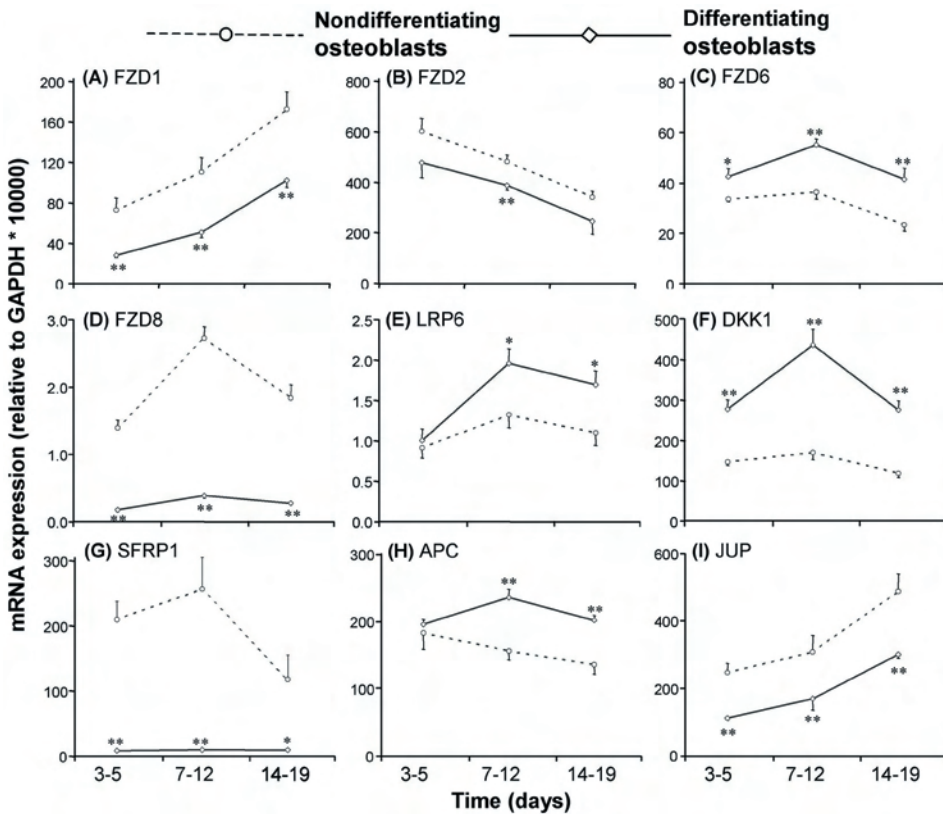 Nondifferentiating osteoblasts
Differentiating osteoblasts
mRNA expression (relative to GAPDH * 10000)
(A) FZD1
200
160
120
80
40
0
** ** **
(B) FZD2
800
600
400
200
0
**
(C) FZD6
80
60
40
20
0
* ** **
(D) FZD8
3.0
2.0
1.0
0.0
** ** **
(E) LRP6
2.5
2.0
1.5
1.0
0.5
0.0
* *
(F) DKK1
500
400
300
200
100
0
** ** **
(G) SFRP1
300
200
100
0
** ** *
(H) APC
300
200
100
0
** **
(I) JUP
600
400
200
0
** ** **
3-5 7-12 14-19
3-5 7-12 14-19
3-5 7-12 14-19
Time (days)